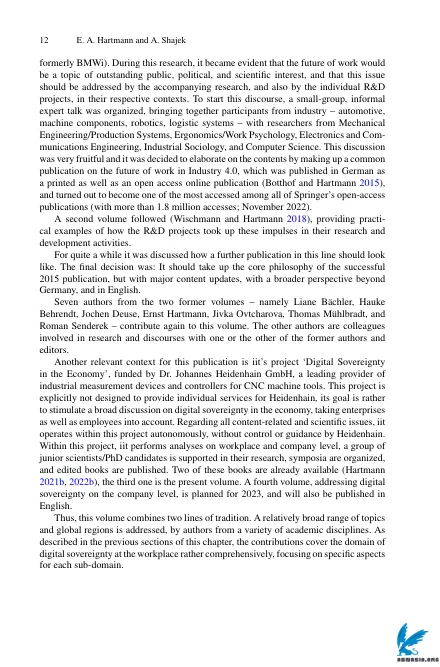 12 E. A. Hartmann and A. Shajek
formerly BMWi). During this research, it became evident that the future of work would
be a topic of outstanding public, political, and scientific interest, and that this issue
should be addressed by the accompanying research, and also by the individual R&D
projects, in their respective contexts. To start this discourse, a small-group, informal
expert talk was organized, bringing together participants from industry – automotive,
machine components, robotics, logistic systems – with researchers from Mechanical
Engineering/Production Systems, Ergonomics/Work Psychology, Electronics and Com-
munications Engineering, Industrial Sociology, and Computer Science. This discussion
was very fruitful and it was decided to elaborate on the contents by making up a common
publication on the future of work in Industry 4.0, which was published in German as
a printed as well as an open access online publication (Botthof and Hartmann 2015),
and turned out to become one of the most accessed among all of Springer's open-access
publications (with more than 1.8 million accesses; November 2022).
A second volume followed (Wischmann and Hartmann 2018), providing practi-
cal examples of how the R&D projects took up these impulses in their research and
development activities.
For quite a while it was discussed how a further publication in this line should look
like. The final decision was: It should take up the core philosophy of the successful
2015 publication, but with major content updates, with a broader perspective beyond
Germany, and in English.
Seven authors from the two former volumes – namely Liane Bächler, Hauke
Behrendt, Jochen Deuse, Ernst Hartmann, Jivka Ovtcharova, Thomas Mühlbradt, and
Roman Senderek – contribute again to this volume. The other authors are colleagues
involved in research and discourses with one or the other of the former authors and
editors.
Another relevant context for this publication is iit's project 'Digital Sovereignty
in the Economy', funded by Dr. Johannes Heidenhain GmbH, a leading provider of
industrial measurement devices and controllers for CNC machine tools. This project is
explicitly not designed to provide individual services for Heidenhain, its goal is rather
to stimulate a broad discussion on digital sovereignty in the economy, taking enterprises
as well as employees into account. Regarding all content-related and scientific issues, iit
operates within this project autonomously, without control or guidance by Heidenhain.
Within this project, iit performs analyses on workplace and company level, a group of
junior scientists/PhD candidates is supported in their research, symposia are organized,
and edited books are published. Two of these books are already available (Hartmann
2021b, 2022b), the third one is the present volume. A fourth volume, addressing digital
sovereignty on the company level, is planned for 2023, and will also be published in
English.
Thus, this volume combines two lines of tradition. A relatively broad range of topics
and global regions is addressed, by authors from a variety of academic disciplines. As
described in the previous sections of this chapter, the contributions cover the domain of
digital sovereignty at the workplace rather comprehensively, focusing on specific aspects
for each sub-domain.